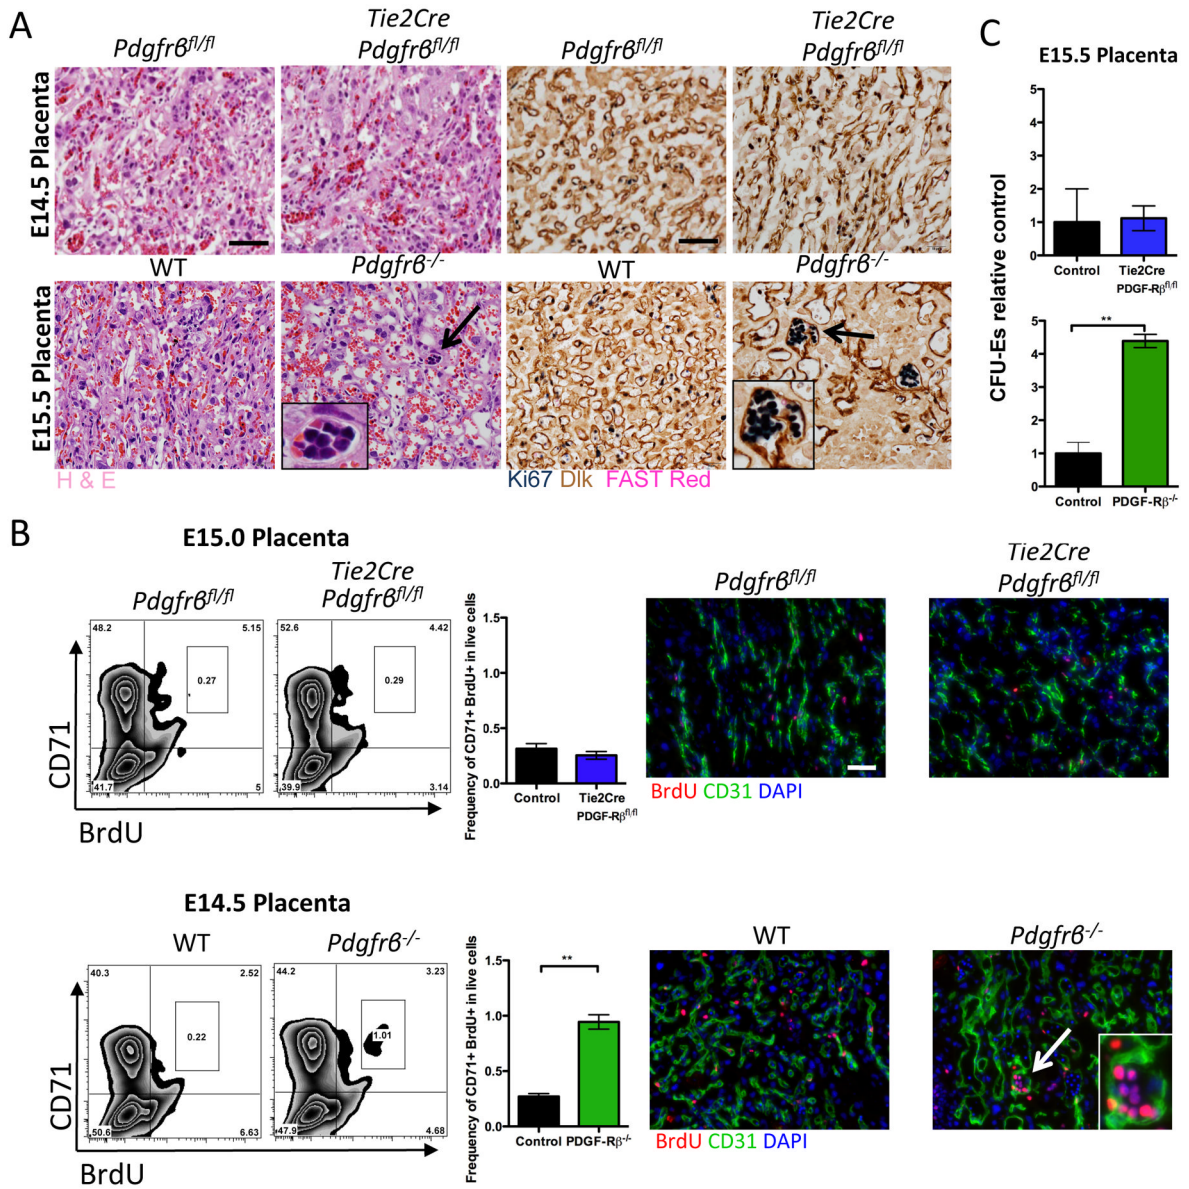 A
Pdgfrβfl/fl
Tie2Cre
Pdgfrβfl/fl
Pdgfrβfl/fl
Tie2Cre
Pdgfrβfl/fl
E14.5 Placenta
WT
Pdgfrβ-/-
WT
Pdgfrβ-/-
E15.5 Placenta
H & E
Ki67 Dlk FAST Red
C
E15.5 Placenta
CFU-Es relative control
5
4
3
2
1
0
Control
Tie2Cre
PDGF-Rβfl/fl
**
5
4
3
2
1
0
Control
PDGF-Rβ-/-
B
E15.0 Placenta
Pdgfrβfl/fl
Tie2Cre
Pdgfrβfl/fl
CD71
48.2
5.15
0.27
41.7
5
52.6
4.42
0.29
39.9
3.14
BrdU
Frequency of CD71+ BrdU+ in live cells
1.5
1.0
0.5
0.0
Control
Tie2Cre
PDGF-Rβfl/fl
Pdgfrβfl/fl
Tie2Cre
Pdgfrβfl/fl
BrdU CD31 DAPI
E14.5 Placenta
WT
Pdgfrβ-/-
CD71
40.3
2.52
0.22
50.6
6.63
44.2
3.23
1.01
47.9
4.68
BrdU
Frequency of CD71+ BrdU+ in live cells
1.5
1.0
0.5
0.0
**
Control
PDGF-Rβ-/-
WT
Pdgfrβ-/-
BrdU CD31 DAPI